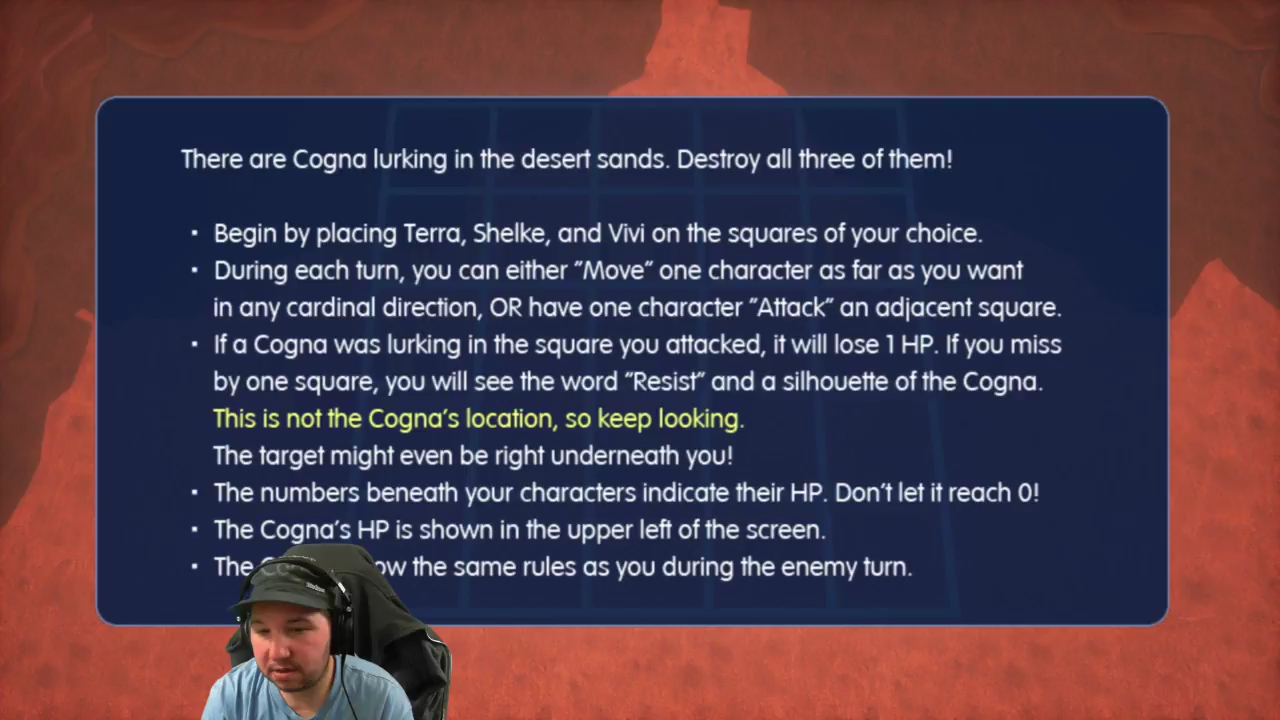 There are Cogna lurking in the desert sands. Destroy all three of them!
· Begin by placing Terra, Shelke, and Vivi on the squares of your choice.
· During each turn, you can either “Move” one character as far as you want
in any cardinal direction, OR have one character “Attack” an adjacent square.
· If a Cogna was lurking in the square you attacked, it will lose 1 HP. If you miss
by one square, you will see the word “Resist” and a silhouette of the Cogna.
This is not the Cogna’s location, so keep looking.
The target might even be right underneath you!
· The numbers beneath your characters indicate their HP. Don’t let it reach 0!
· The Cogna’s HP is shown in the upper left of the screen.
· The the same rules as you during the enemy turn.